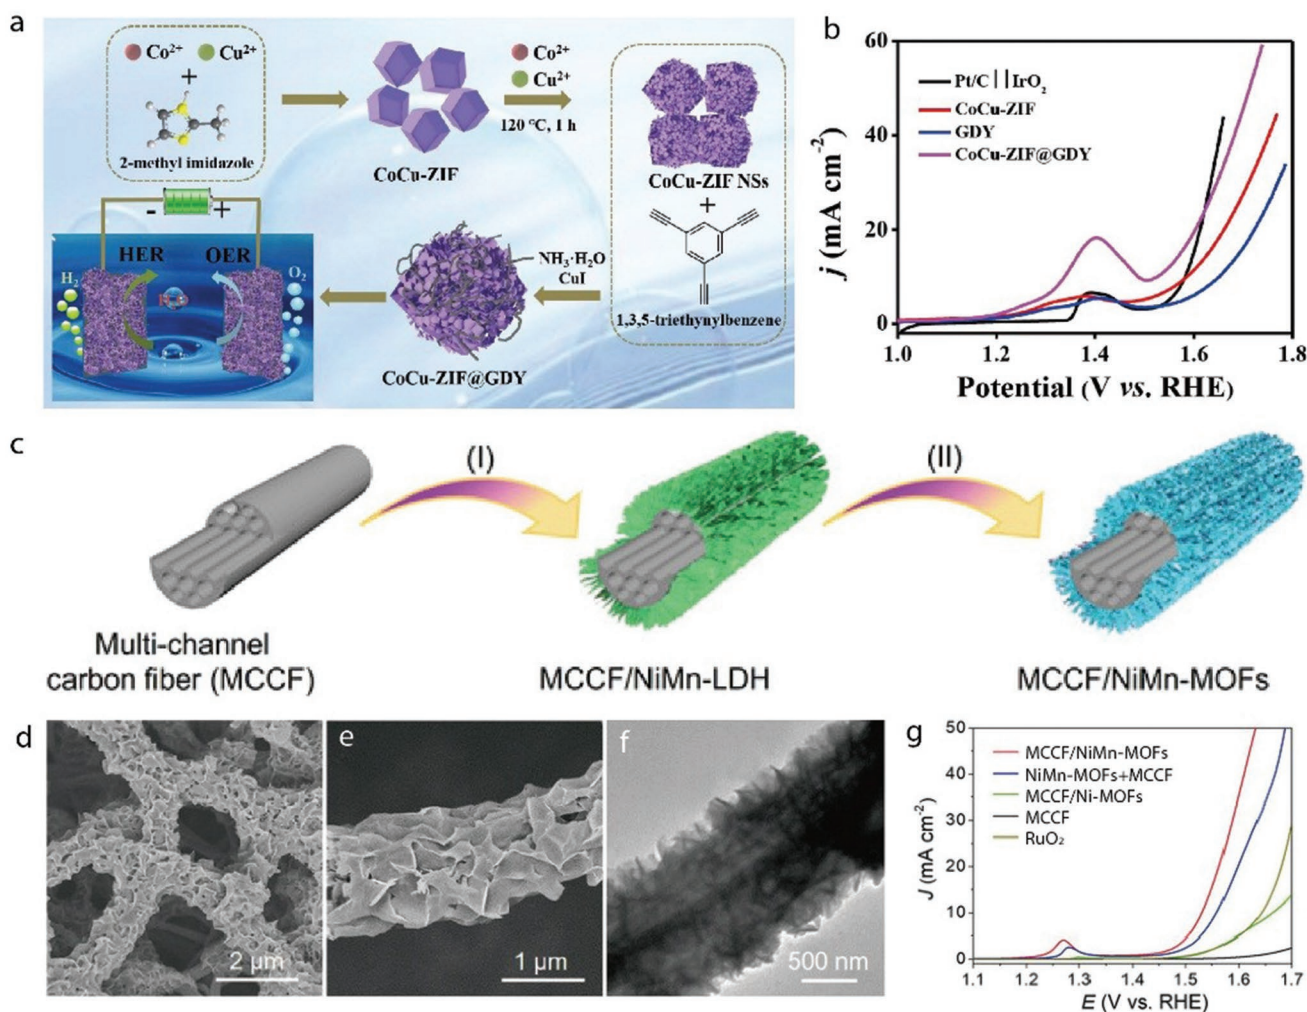 a
Co²⁺ Cu²⁺
+
2-methyl imidazole
CoCu-ZIF
Co²⁺
Cu²⁺
120 °C, 1 h
CoCu-ZIF NSs
+
1,3,5-triethynylbenzene
NH₃·H₂O
CuI
CoCu-ZIF@GDY
- +
HER OER
H₂ H₂O O₂
b
60
40
20
0
j (mA cm⁻²)
Pt/C||IrO₂
CoCu-ZIF
GDY
CoCu-ZIF@GDY
1.0 1.2 1.4 1.6 1.8
Potential (V vs. RHE)
c
(I)
(II)
Multi-channel
carbon fiber (MCCF)
MCCF/NiMn-LDH
MCCF/NiMn-MOFs
d
2 µm
e
1 µm
f
500 nm
g
50
40
30
20
10
0
J (mA cm⁻²)
MCCF/NiMn-MOFs
NiMn-MOFs+MCCF
MCCF/Ni-MOFs
MCCF
RuO₂
1.1 1.2 1.3 1.4 1.5 1.6 1.7
E (V vs. RHE)